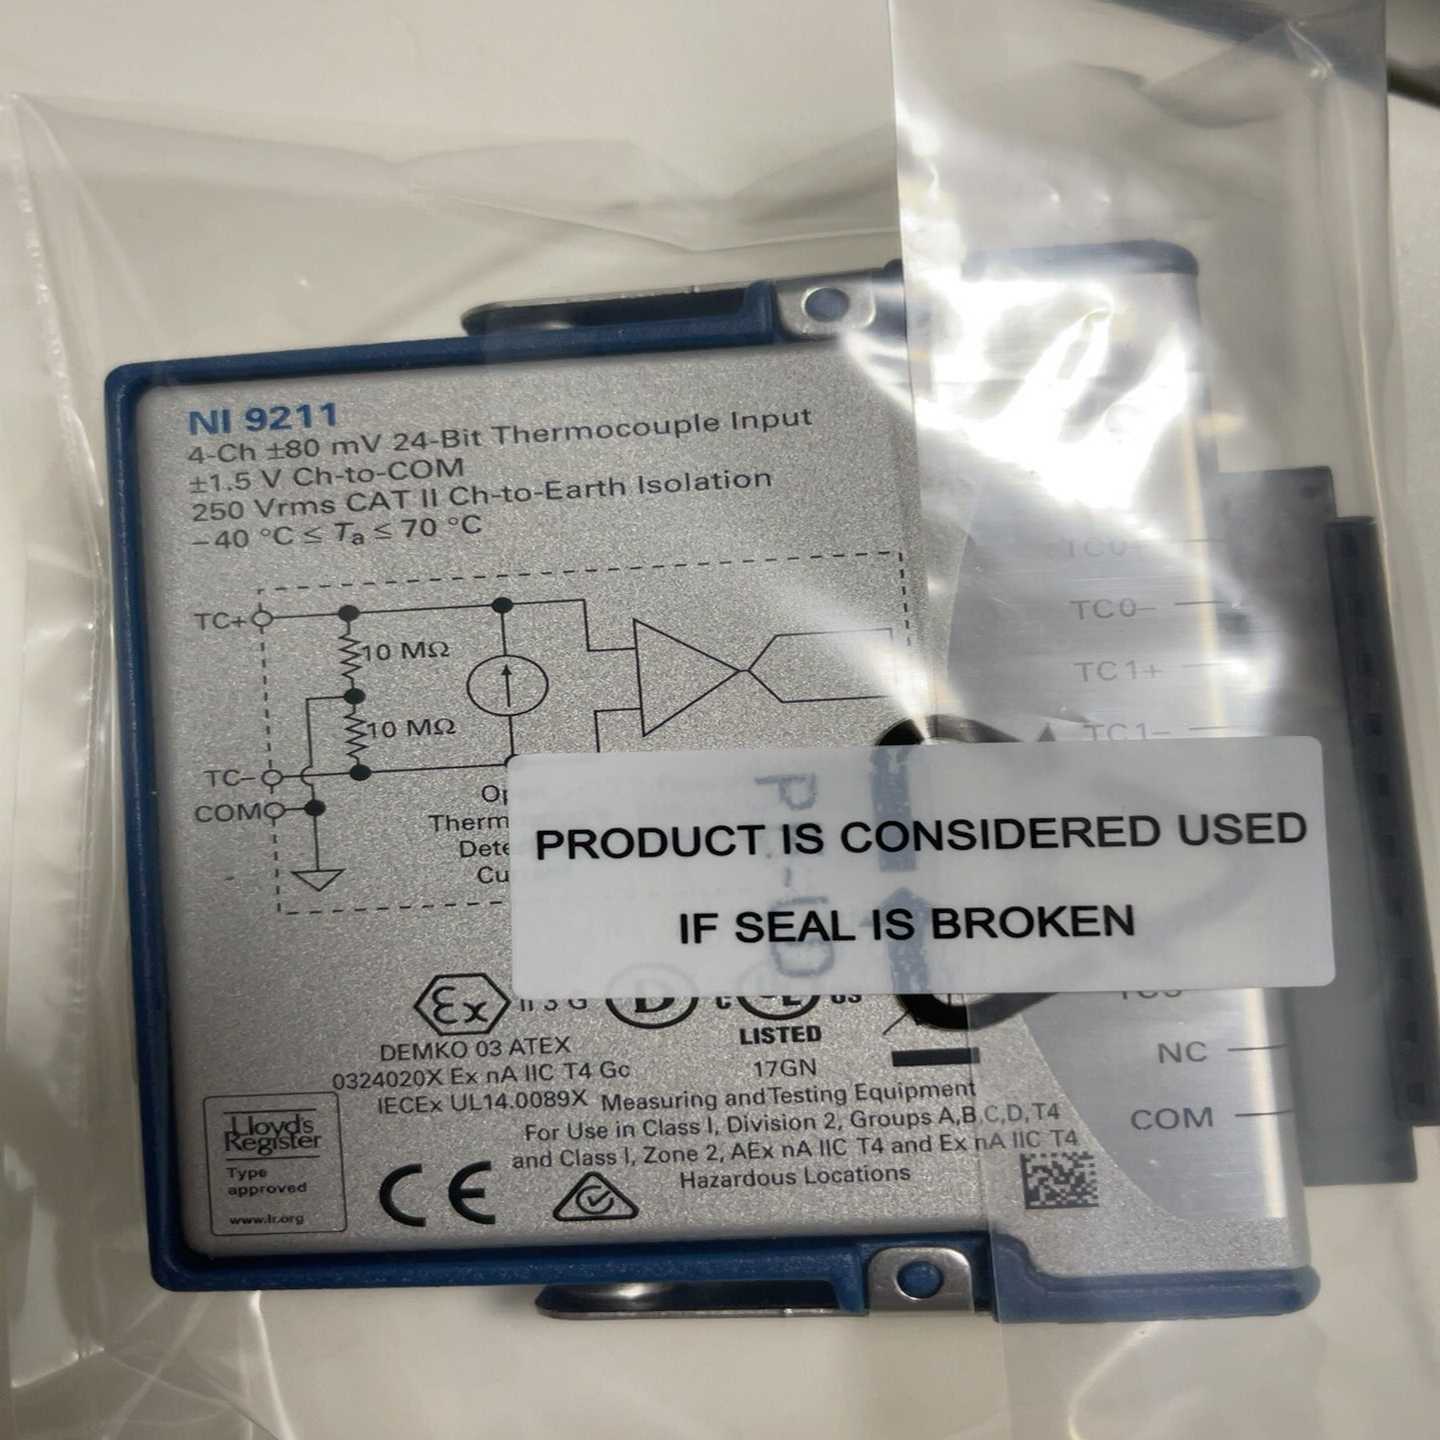 NI 9211
4-Ch ±80 mV 24-Bit Thermocouple Input
±1.5 V Ch-to-COM
250 Vrms CAT II Ch-to-Earth Isolation
−40 °C ≤ Ta ≤ 70 °C
TC+
10 MΩ
10 MΩ
TC−
COM
TC0+
TC0−
TC1+
TC1−
PRODUCT IS CONSIDERED USED
IF SEAL IS BROKEN
NC
COM
Ex II 3 G
LISTED
17GN
DEMKO 03 ATEX
0324020X Ex nA IIC T4 Gc
IECEx UL14.0089X
Measuring and Testing Equipment
For Use in Class I, Division 2, Groups A,B,C,D, T4
and Class I, Zone 2, AEx nA IIC T4 and Ex nA IIC T4
Hazardous Locations
Lloyd's
Register
Type
approved
www.lr.org
CE